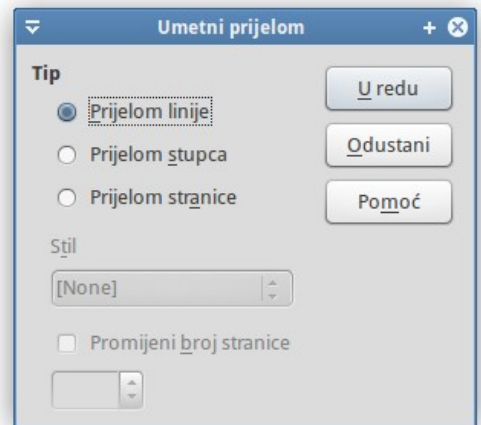 Umetni prijelom
Tip
Prijelom linije
Prijelom stupca
Prijelom stranice
Stil
[None]
Promijeni broj stranice
U redu
Odustani
Pomoć